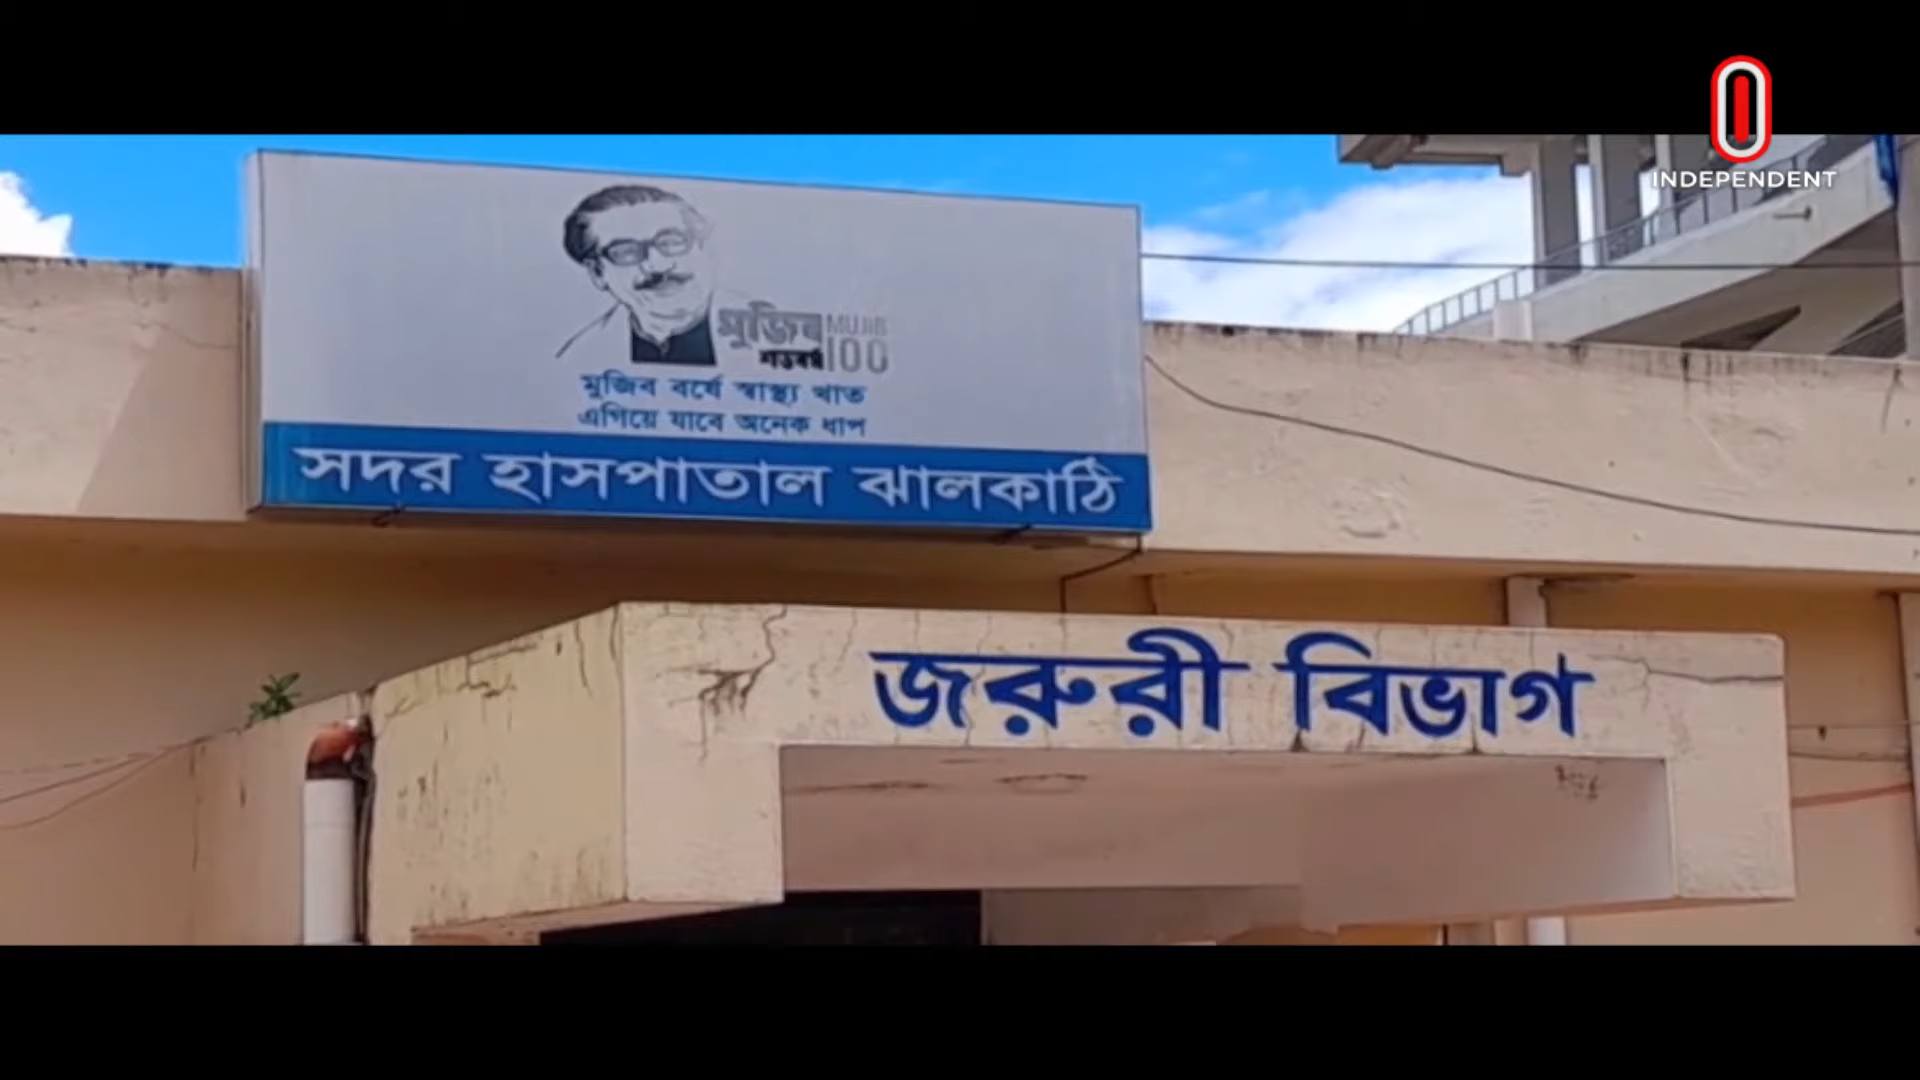 INDEPENDENT
মুজিব MUJIB
শতবর্ষ 100
মুজিব বর্ষে স্বাস্থ্য খাত
এগিয়ে যাবে অনেক ধাপ
সদর হাসপাতাল ঝালকাঠি
জরুরী বিভাগ